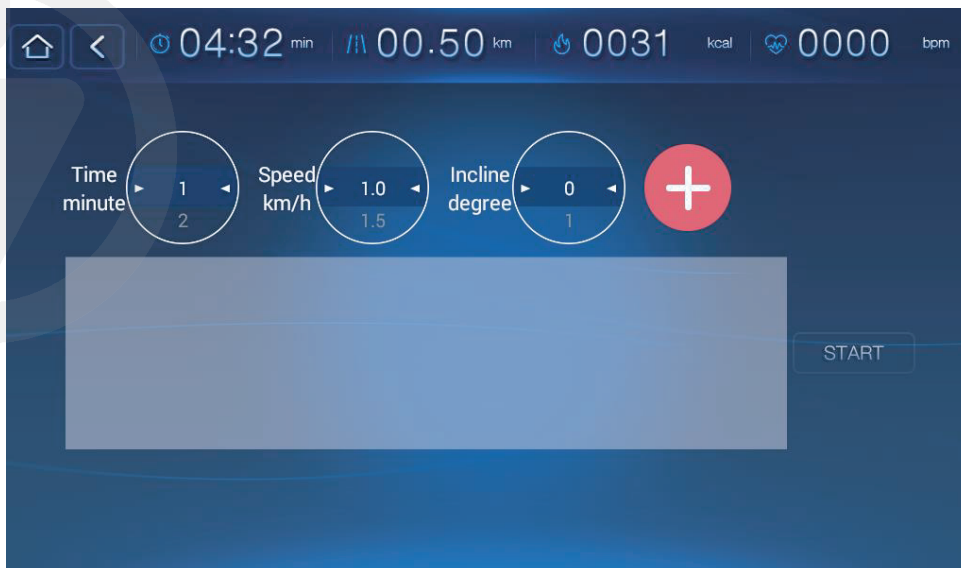 04:32 min 00.50 km 0031 kcal 0000 bpm
Time minute 1 2
Speed km/h 1.0 1.5
Incline degree 0 1
START